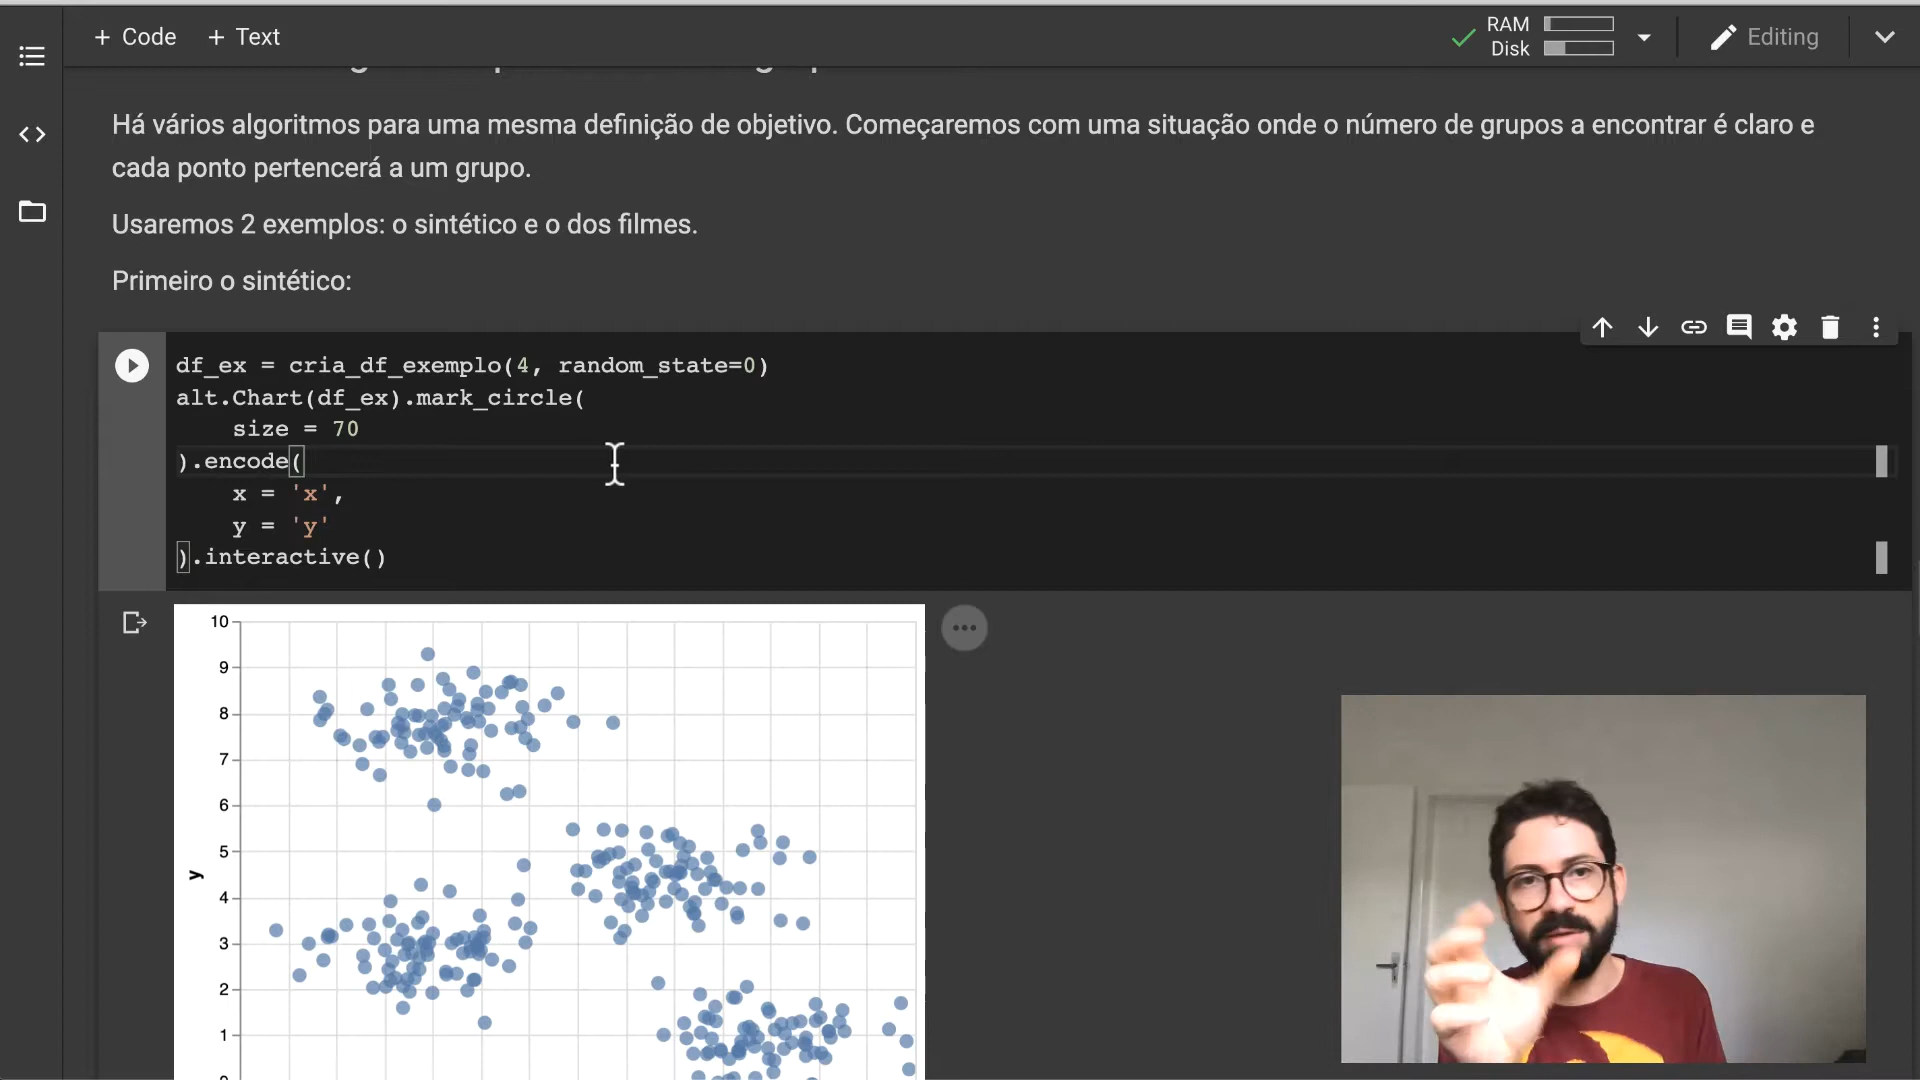 + Code + Text
RAM
Disk
Editing
Há vários algoritmos para uma mesma definição de objetivo. Começaremos com uma situação onde o número de grupos a encontrar é claro e
cada ponto pertencerá a um grupo.
Usaremos 2 exemplos: o sintético e o dos filmes.
Primeiro o sintético:
df_ex = cria_df_exemplo(4, random_state=0)
alt.Chart(df_ex).mark_circle(
size = 70
).encode(
x = 'x',
y = 'y'
).interactive()
10
9
8
7
6
5
y
4
3
2
1